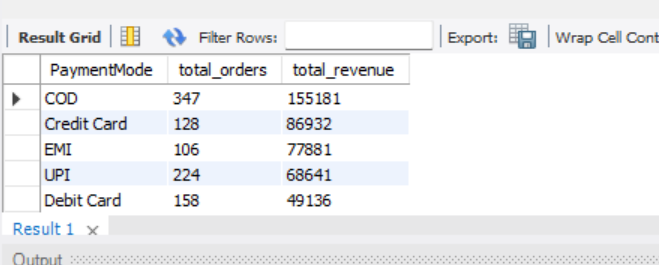 Result Grid Filter Rows: Export: Wrap Cell Cont
PaymentMode total_orders total_revenue
COD 347 155181
Credit Card 128 86932
EMI 106 77881
UPI 224 68641
Debit Card 158 49136
Result 1 ×
Output